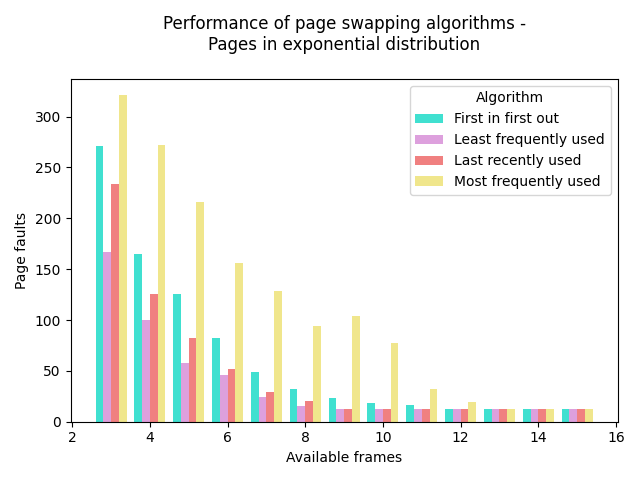 Performance of page swapping algorithms -
Pages in exponential distribution
Algorithm
First in first out
Least frequently used
Last recently used
Most frequently used
Page faults
300
250
200
150
100
50
0
2
4
6
8
10
12
14
16
Available frames